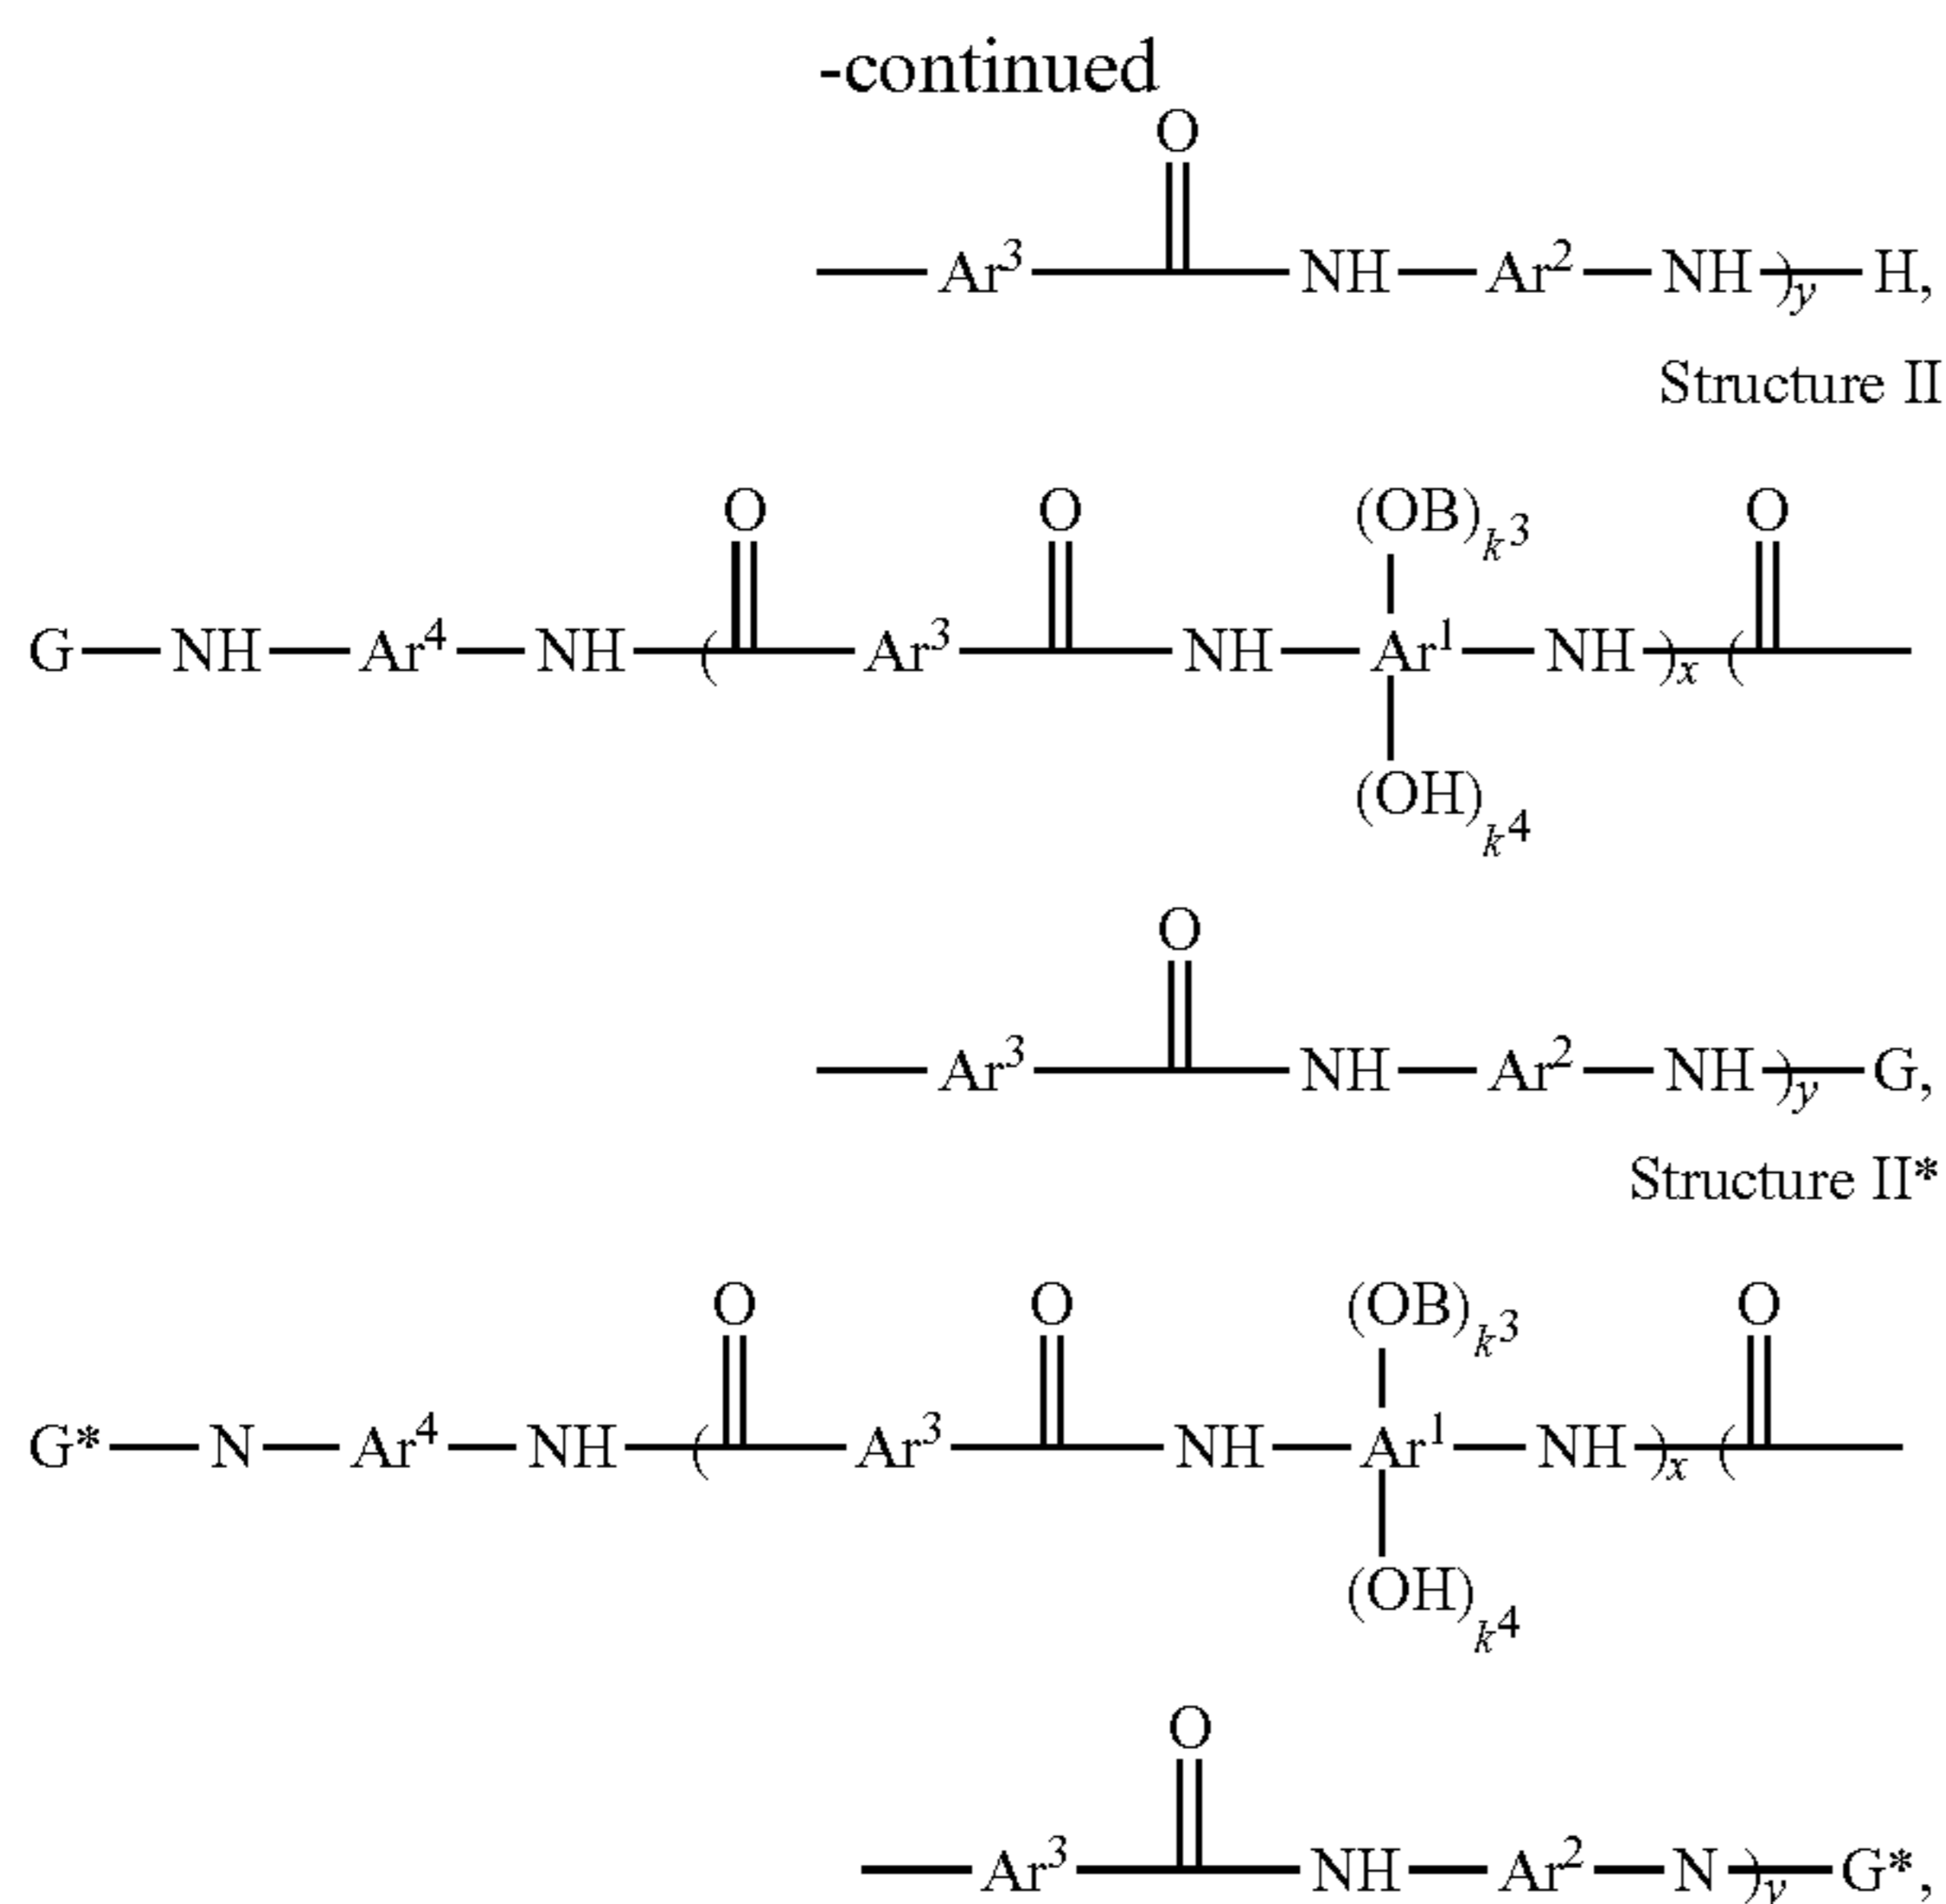 -continued
O
Ar³ NH Ar² NH )y H,
Structure II
O O (OB)k³ O
G NH Ar⁴ NH ( Ar³ NH Ar¹ NH )x (
(OH)k⁴
O
Ar³ NH Ar² NH )y G,
Structure II*
O O (OB)k³ O
G* N Ar⁴ NH ( Ar³ NH Ar¹ NH )x (
(OH)k⁴
O
Ar³ NH Ar² N )y G*,